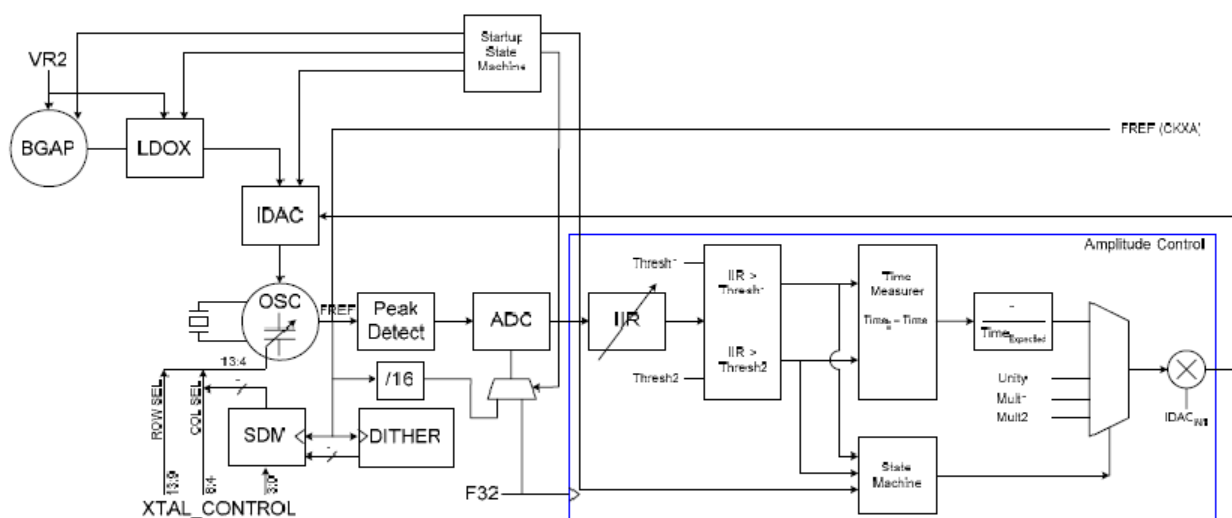 Startup
State
Machine
VR2
BGAP
LDOX
FREF (CKXA)
IDAC
Amplitude Control
OSC
FREF
Peak
Detect
ADC
IIR
IIR >
IIR >
Thresh2
Thresh2
Time
Measurer
Time
Expected
Unity
Mult2
IDAC
13:4
/16
ROW SEL
COL SEL
SDM
DITHER
State
Machine
F32
13:9
8:4
3:0
XTAL_CONTROL